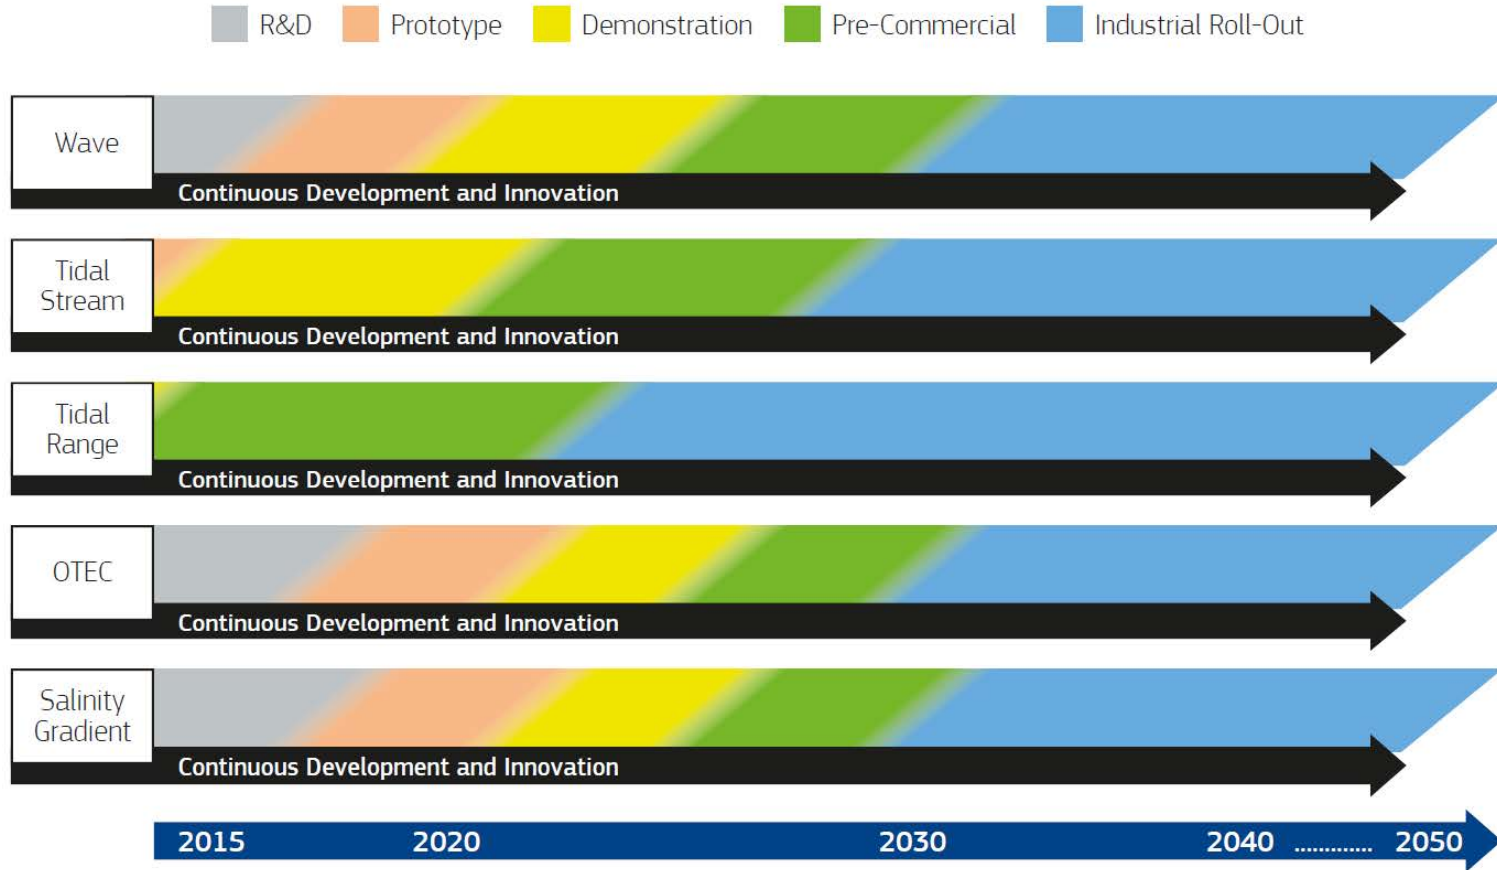 R&D Prototype Demonstration Pre-Commercial Industrial Roll-Out
Wave
Continuous Development and Innovation
Tidal
Stream
Continuous Development and Innovation
Tidal
Range
Continuous Development and Innovation
OTEC
Continuous Development and Innovation
Salinity
Gradient
Continuous Development and Innovation
2015 2020 2030 2040 ............. 2050